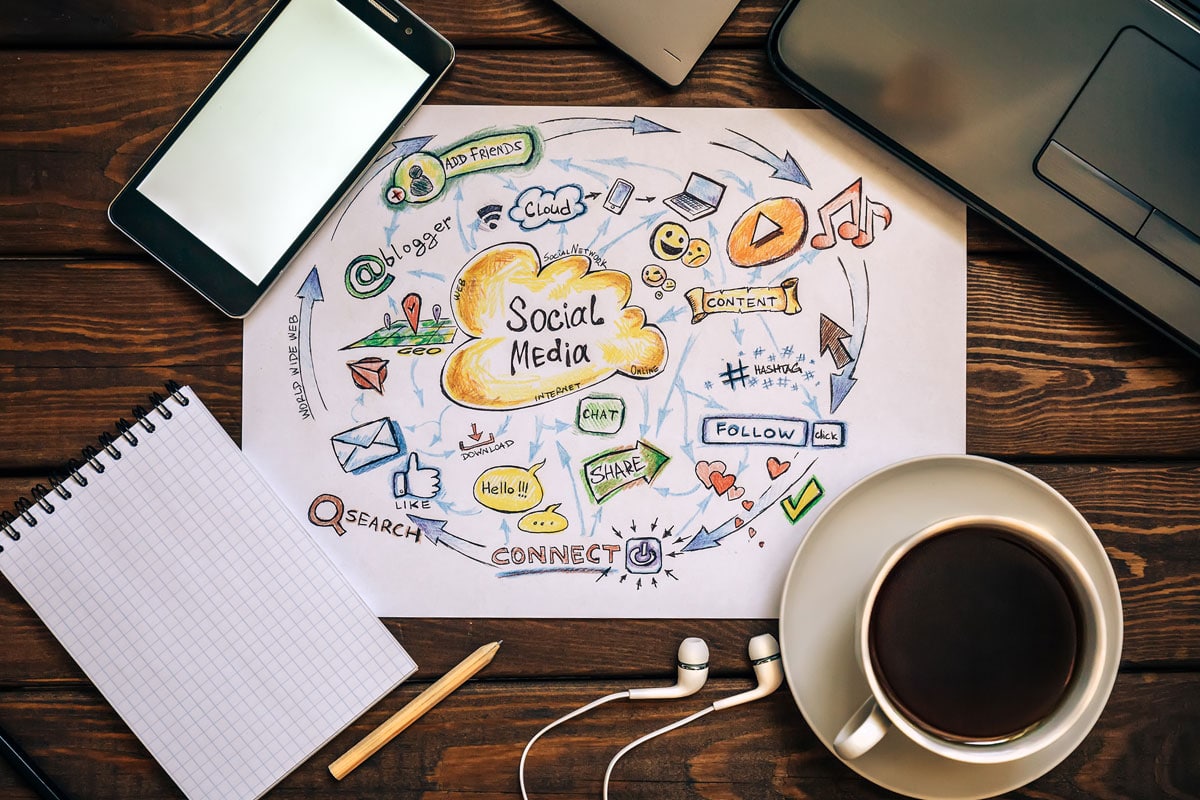 ADD FRIENDS
Cloud
@blogger
SOCIAL NETWORK
WEB
Social
Media
CONTENT
GEO
WORLD WIDE WEB
ONLINE
INTERNET
# HASHTAG
CHAT
FOLLOW click
DOWNLOAD
SHARE
LIKE
Hello!!!
SEARCH
CONNECT